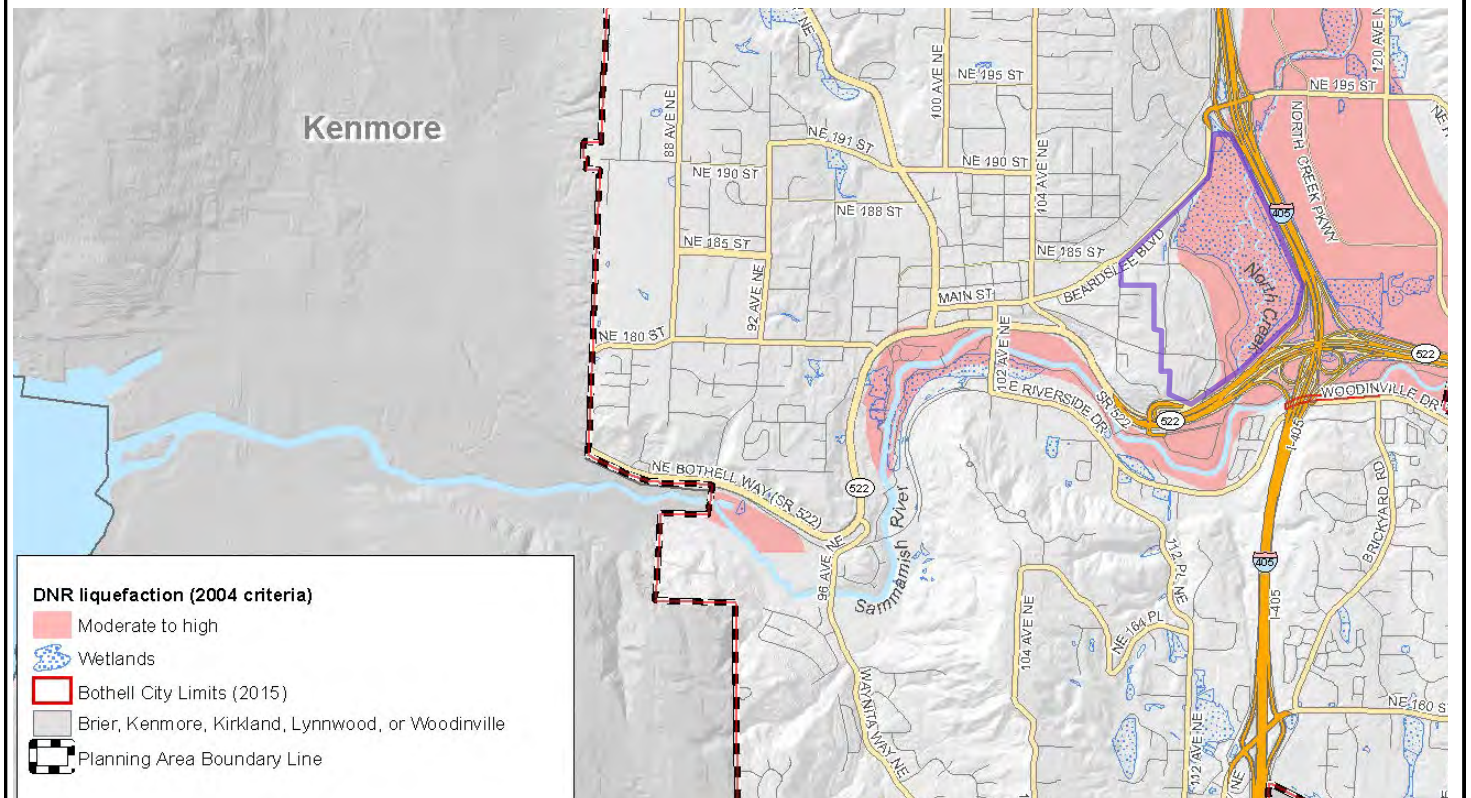 Kenmore
NE
NE 195 ST
100 AVE NE
120 AVE N
NE 195 ST
88 AVE NE
NE 191 ST
NE 190 ST
NE 190 ST
104 AVE NE
NORTH CREEK PKWY
NE 188 ST
405
NE 185 ST
NE 185 ST
BEARDSLEE BLVD
North Creek
92 AVE NE
MAIN ST
NE 180 ST
102 AVE NE
522
E RIVERSIDE DR
SR 522
522
WOODINVILLE DR
I-405
NE BOTHELL WAY (SR 522)
522
Sammamish River
BRICKYARD RD
96 AVE NE
112 PL NE
405
I-405
104 AVE NE
NE 164 PL
WAYNITA WAY NE
NE 160 S
112 AVE NE
NE
DNR liquefaction (2004 criteria)
Moderate to high
Wetlands
Bothell City Limits (2015)
Brier, Kenmore, Kirkland, Lynnwood, or Woodinville
Planning Area Boundary Line